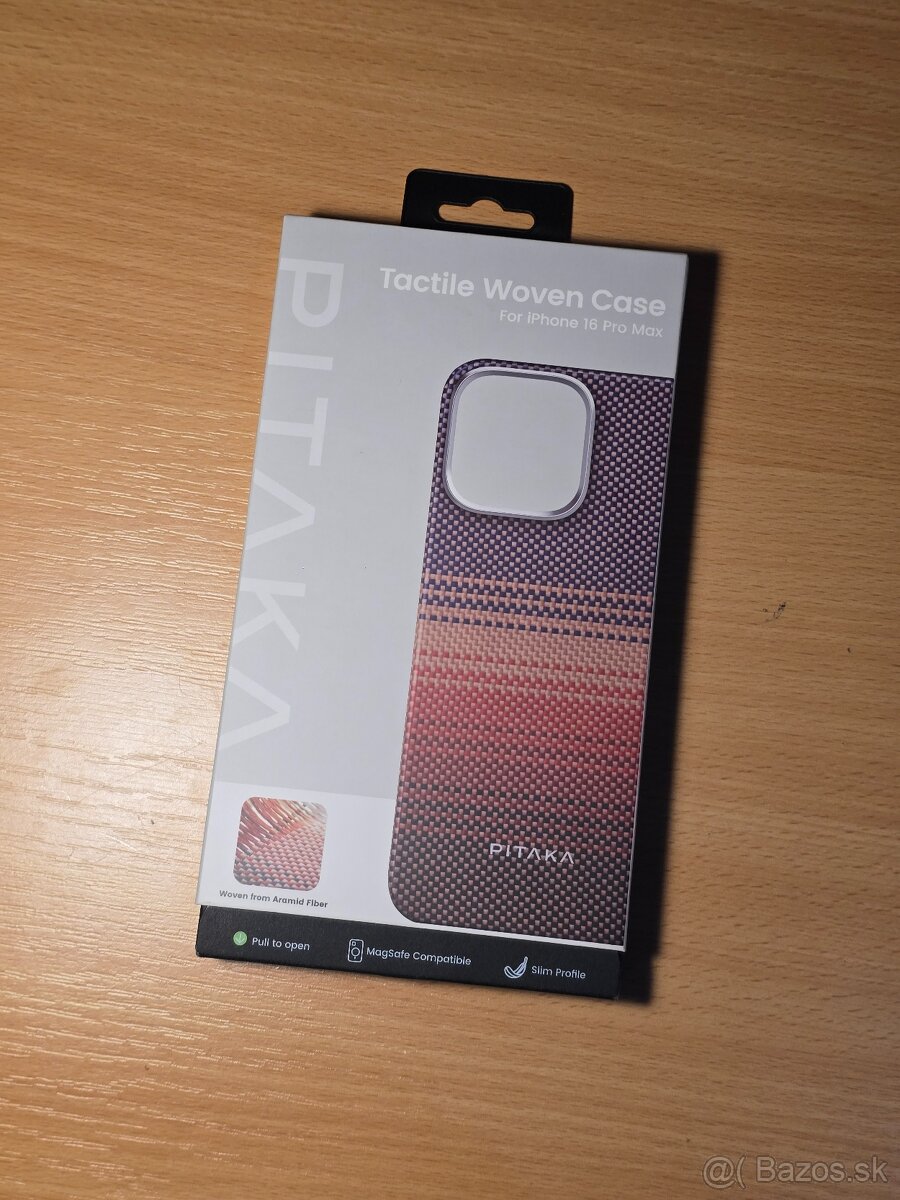 PITAKA
Tactile Woven Case
For iPhone 16 Pro Max
PITAKA
Woven from Aramid Fiber
Pull to open
MagSafe Compatible
Slim Profile
@( Bazos.sk